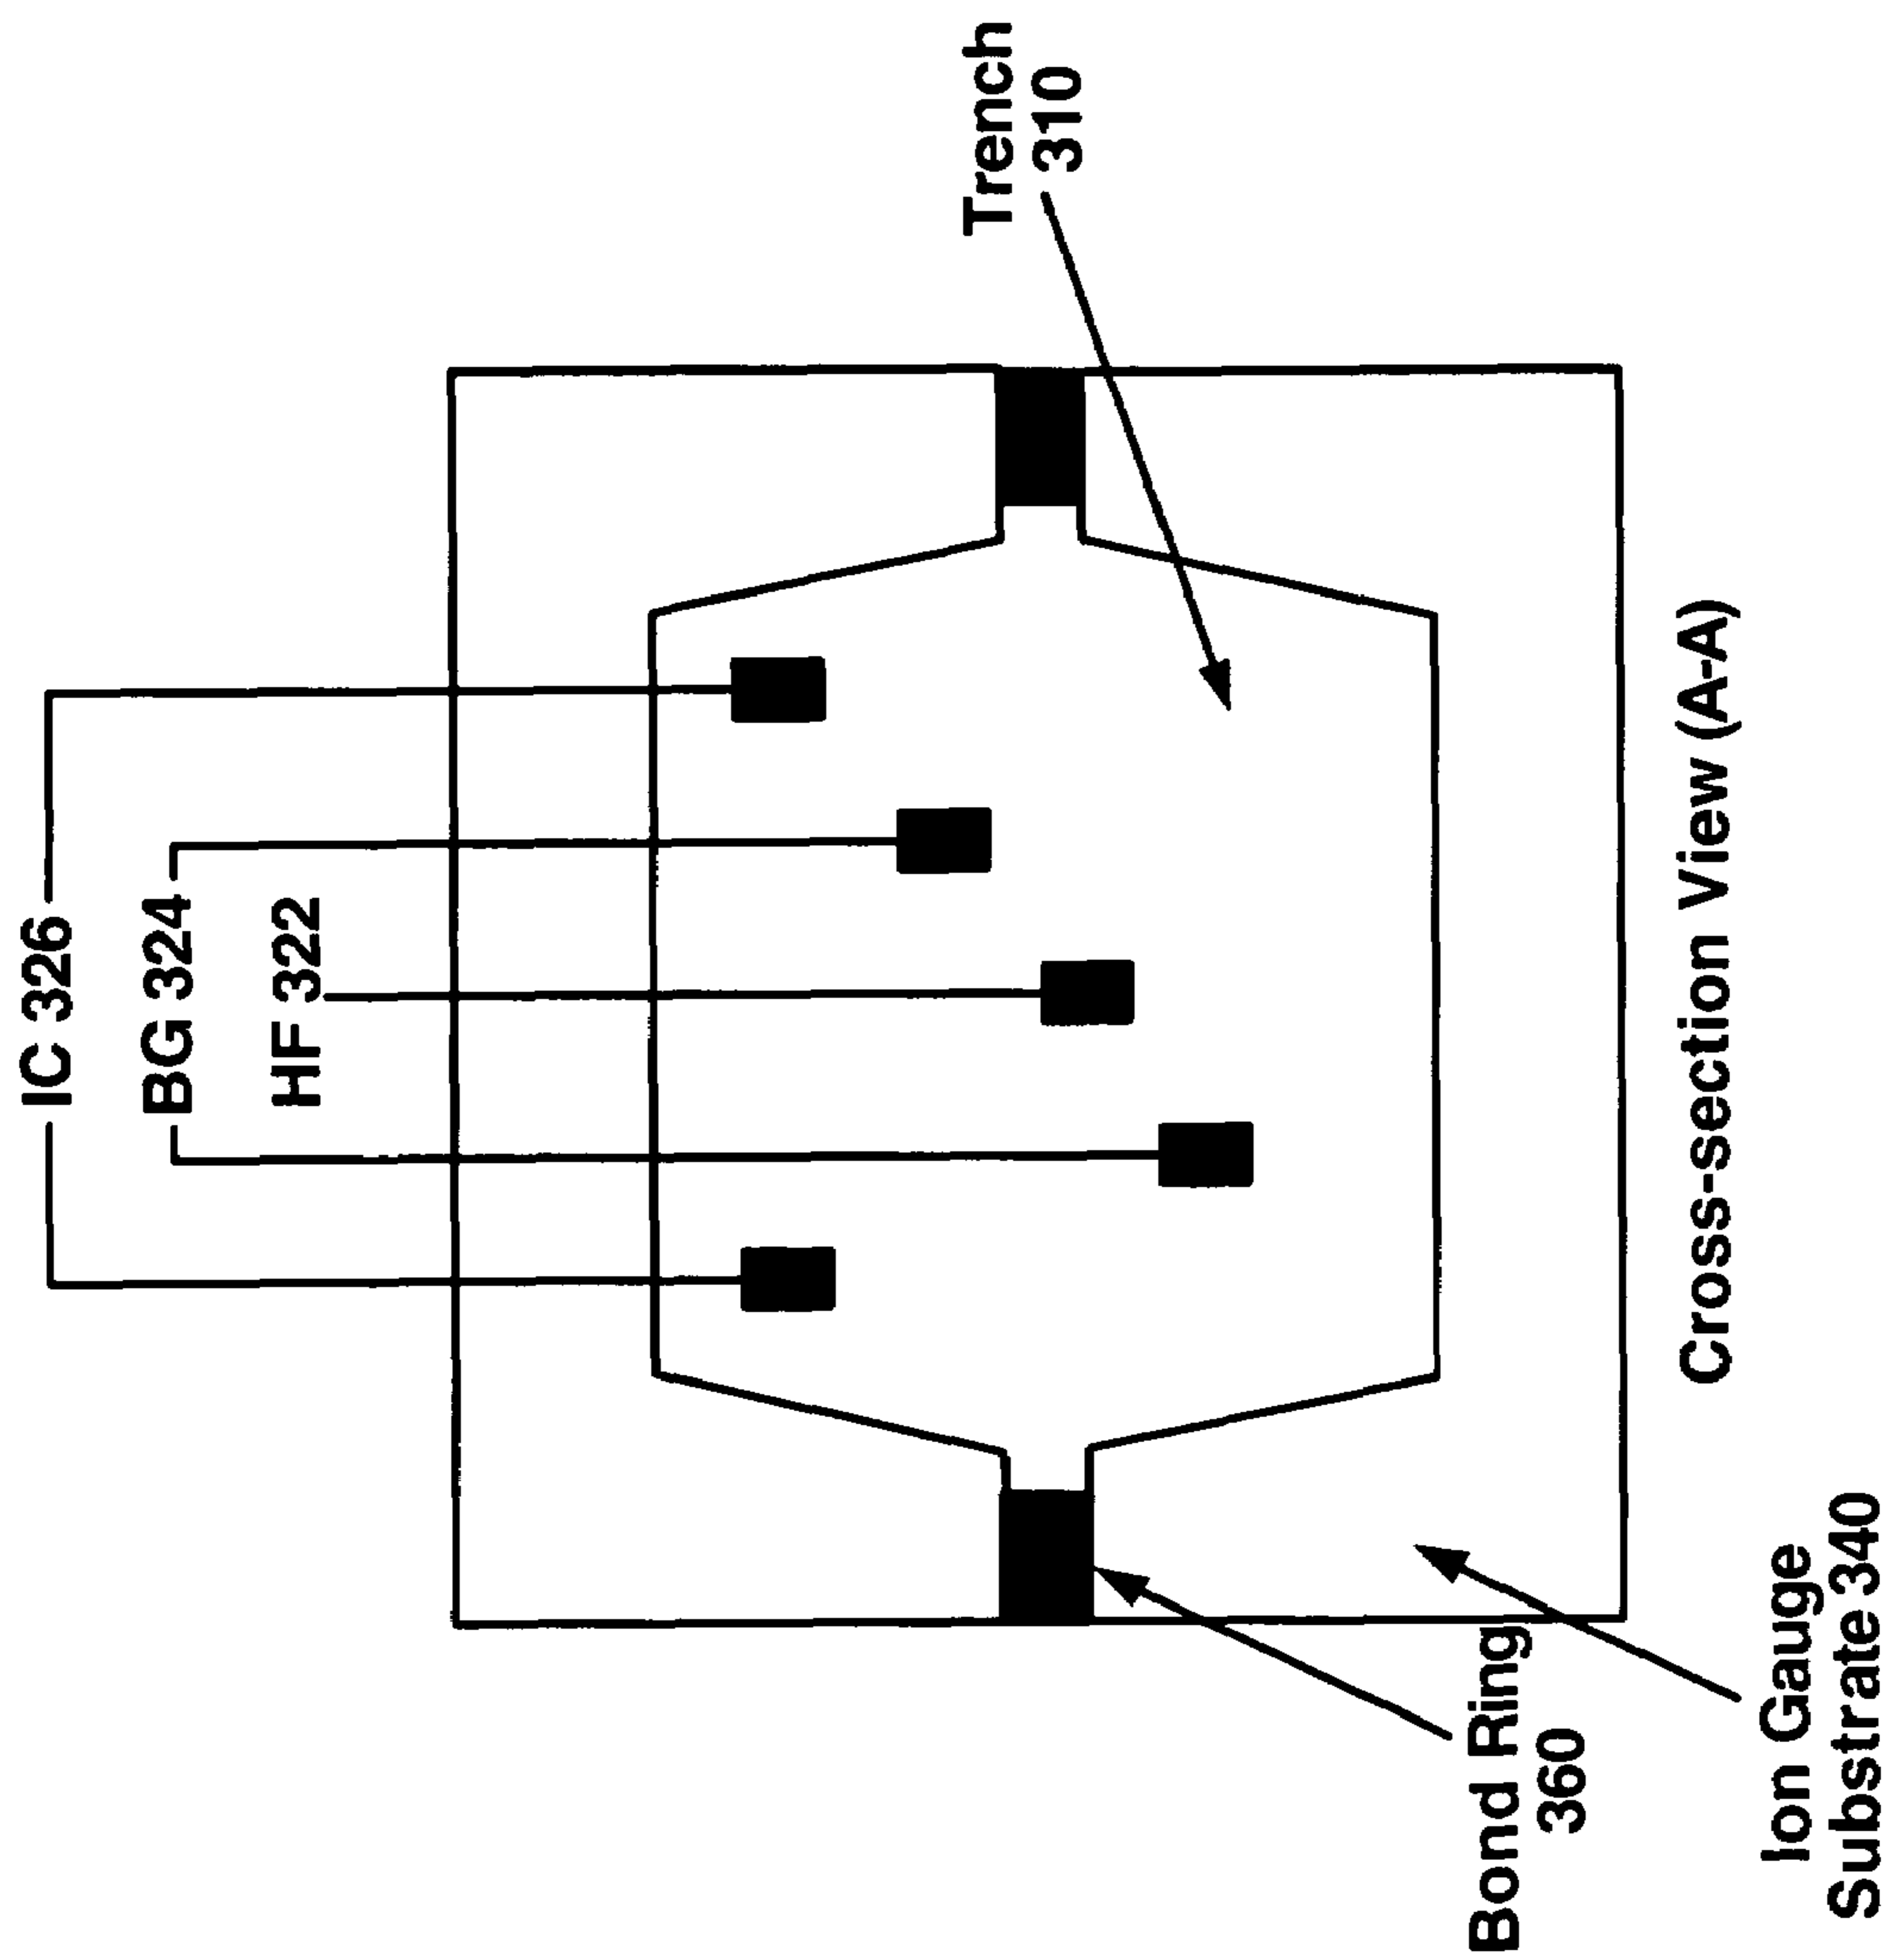 IC 326
BG 324
HF 322
Trench
310
Bond Ring
360
Ion Gauge
Substrate 340
Cross-section View (A-A)